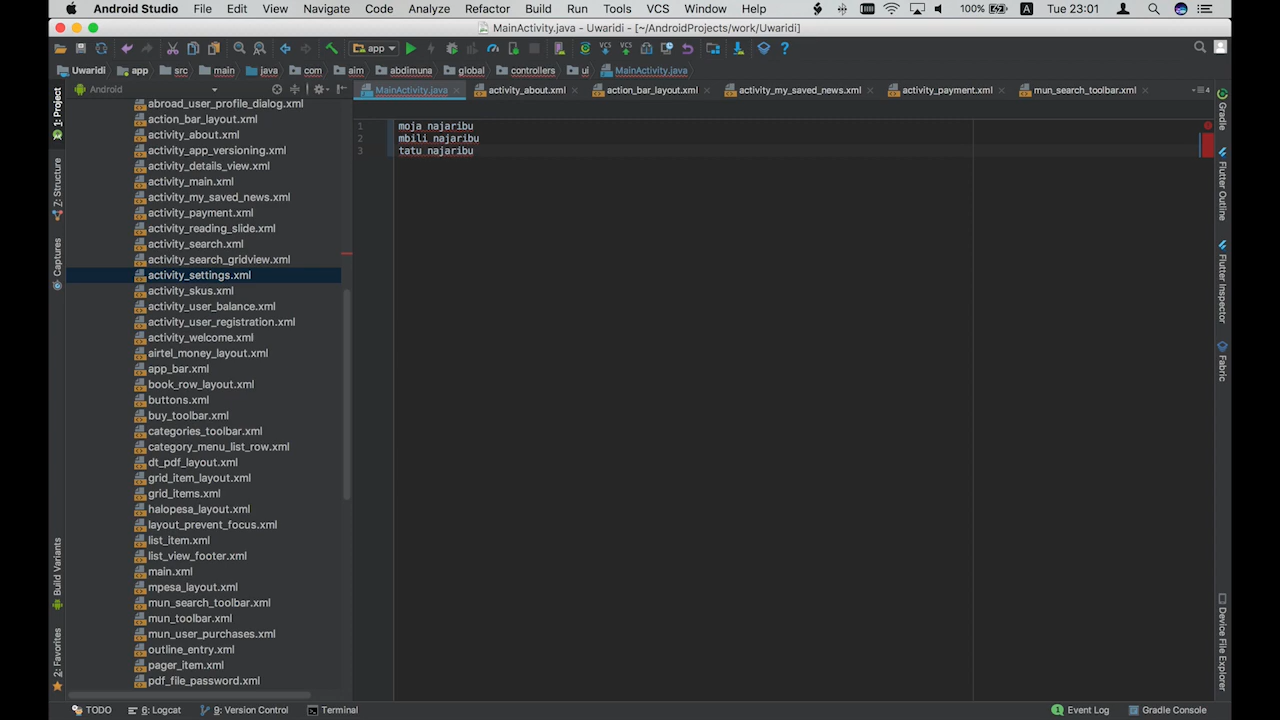 Android Studio File Edit View Navigate Code Analyze Refactor Build Run Tools VCS Window Help 100% A Tue 23:01
MainActivity.java - Uwaridi - [~/AndroidProjects/work/Uwaridi]
app
Uwaridi app src main java com aim abdimuna global controllers ui MainActivity.java
Android
MainActivity.java activity_about.xml action_bar_layout.xml activity_my_saved_news.xml activity_payment.xml mun_search_toolbar.xml 4
1: Project
Z: Structure
Captures
Build Variants
2: Favorites
abroad_user_profile_dialog.xml
action_bar_layout.xml
activity_about.xml
activity_app_versioning.xml
activity_details_view.xml
activity_main.xml
activity_my_saved_news.xml
activity_payment.xml
activity_reading_slide.xml
activity_search.xml
activity_search_gridview.xml
activity_settings.xml
activity_skus.xml
activity_user_balance.xml
activity_user_registration.xml
activity_welcome.xml
airtel_money_layout.xml
app_bar.xml
book_row_layout.xml
buttons.xml
buy_toolbar.xml
categories_toolbar.xml
category_menu_list_row.xml
dt_pdf_layout.xml
grid_item_layout.xml
grid_items.xml
halopesa_layout.xml
layout_prevent_focus.xml
list_item.xml
list_view_footer.xml
main.xml
mpesa_layout.xml
mun_search_toolbar.xml
mun_toolbar.xml
mun_user_purchases.xml
outline_entry.xml
pager_item.xml
pdf_file_password.xml
1 moja najaribu
2 mbili najaribu
3 tatu najaribu
Gradle
Flutter Outline
Flutter Inspector
Fabric
Device File Explorer
TODO 6: Logcat 9: Version Control Terminal 1 Event Log Gradle Console